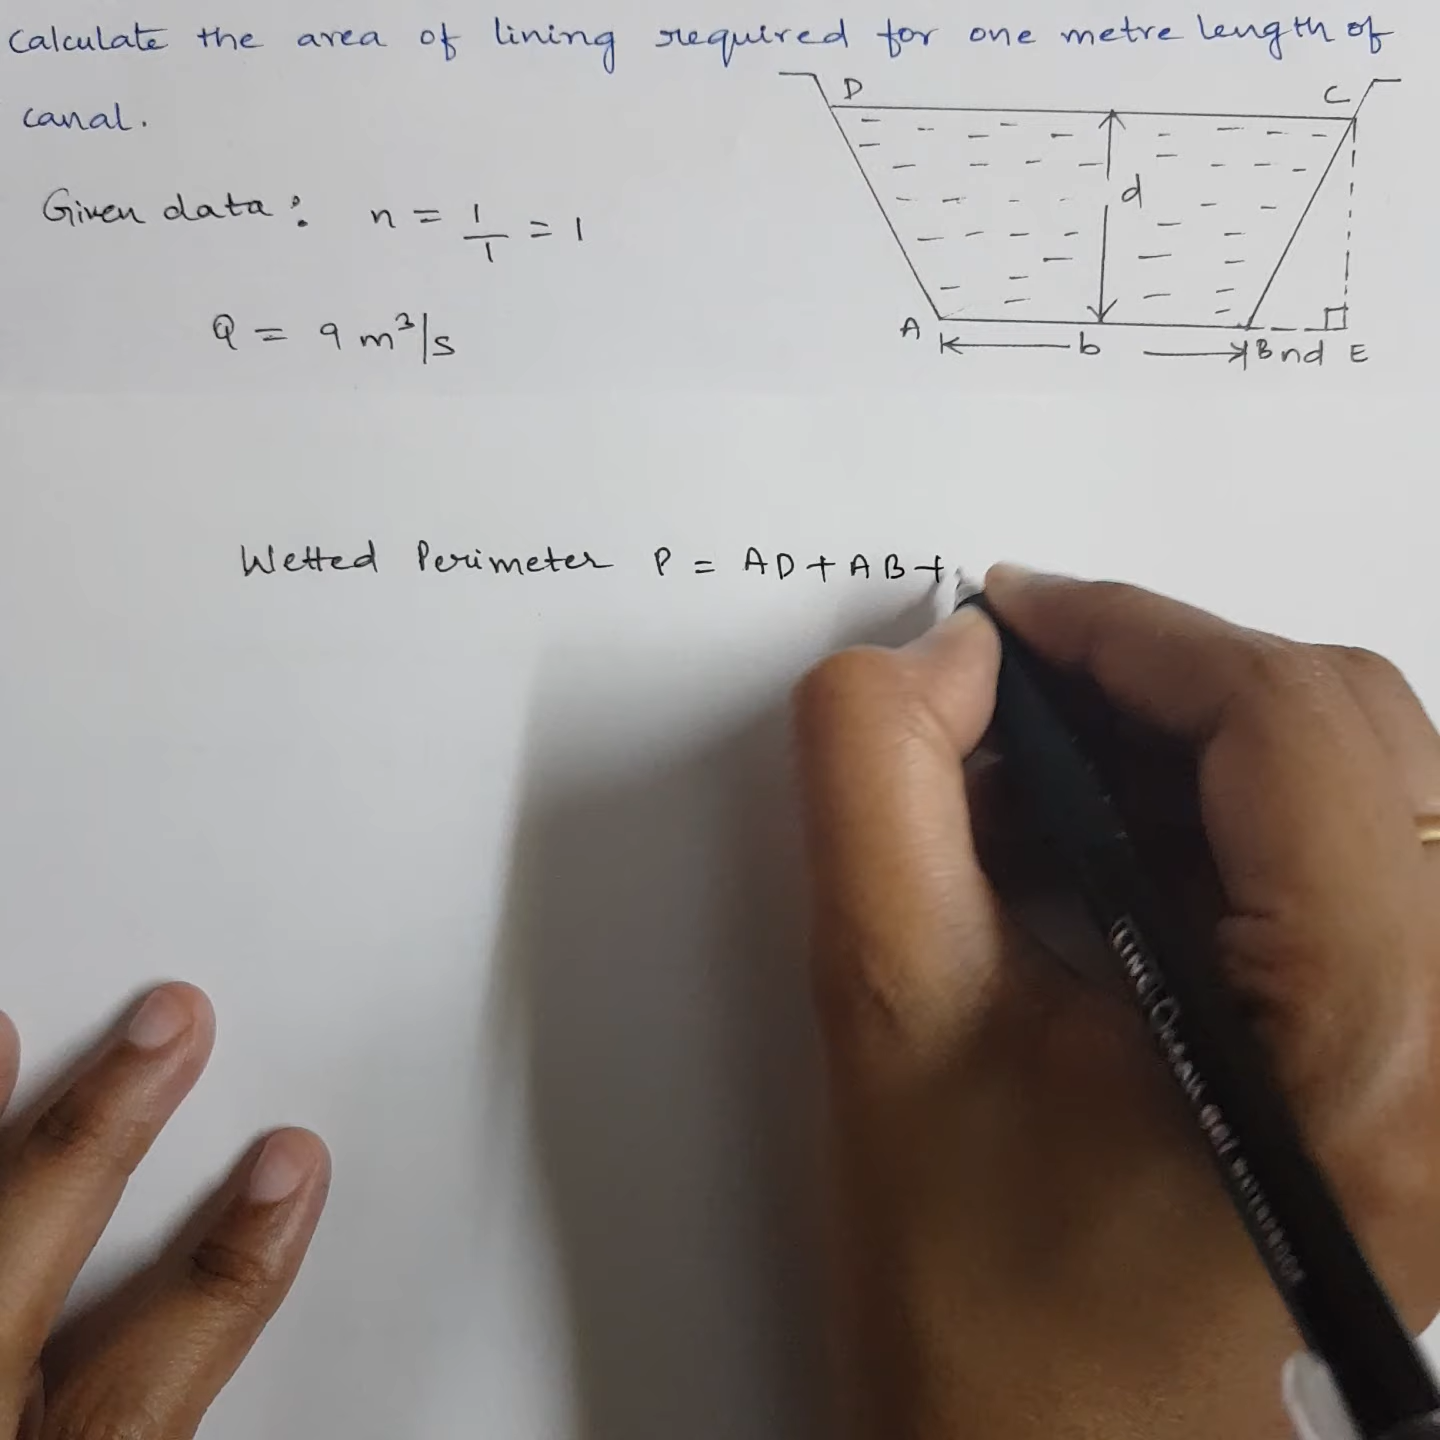 Calculate the area of lining required for one metre length of
canal.
D
C
d
A
b
B nd E
Given data: n = 1/1 = 1
Q = 9 m³/s
Wetted Perimeter P = AD + AB +